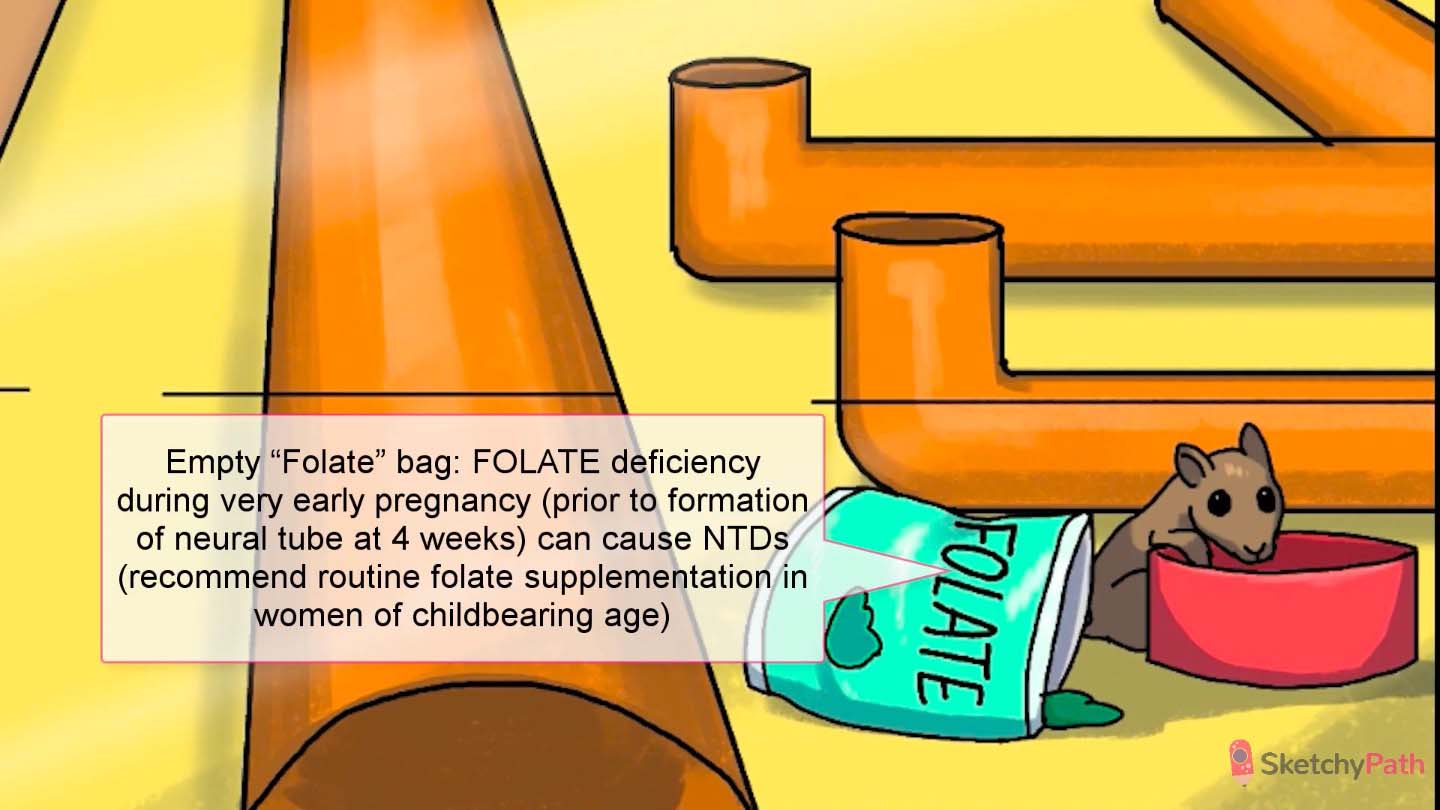 Empty “Folate” bag: FOLATE deficiency
during very early pregnancy (prior to formation
of neural tube at 4 weeks) can cause NTDs
(recommend routine folate supplementation in
women of childbearing age)
FOLATE
SketchyPath